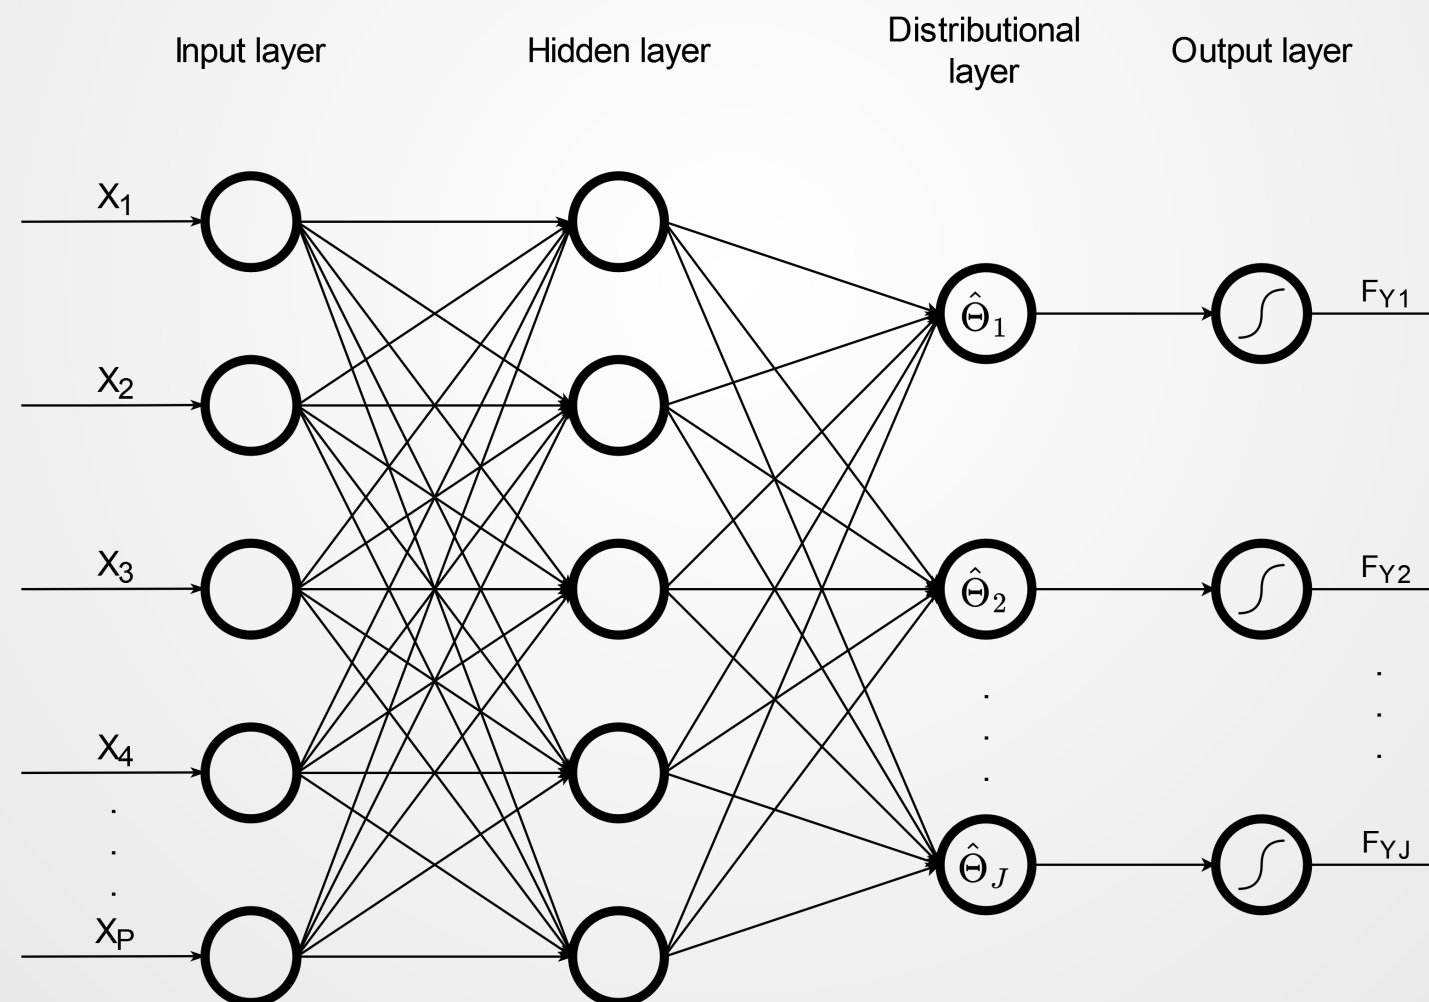 Input layer
Hidden layer
Distributional
layer
Output layer
X1
X2
X3
X4
.
.
.
XP
Θ̂1
Θ̂2
.
.
.
Θ̂J
FY1
FY2
.
.
.
FYJ